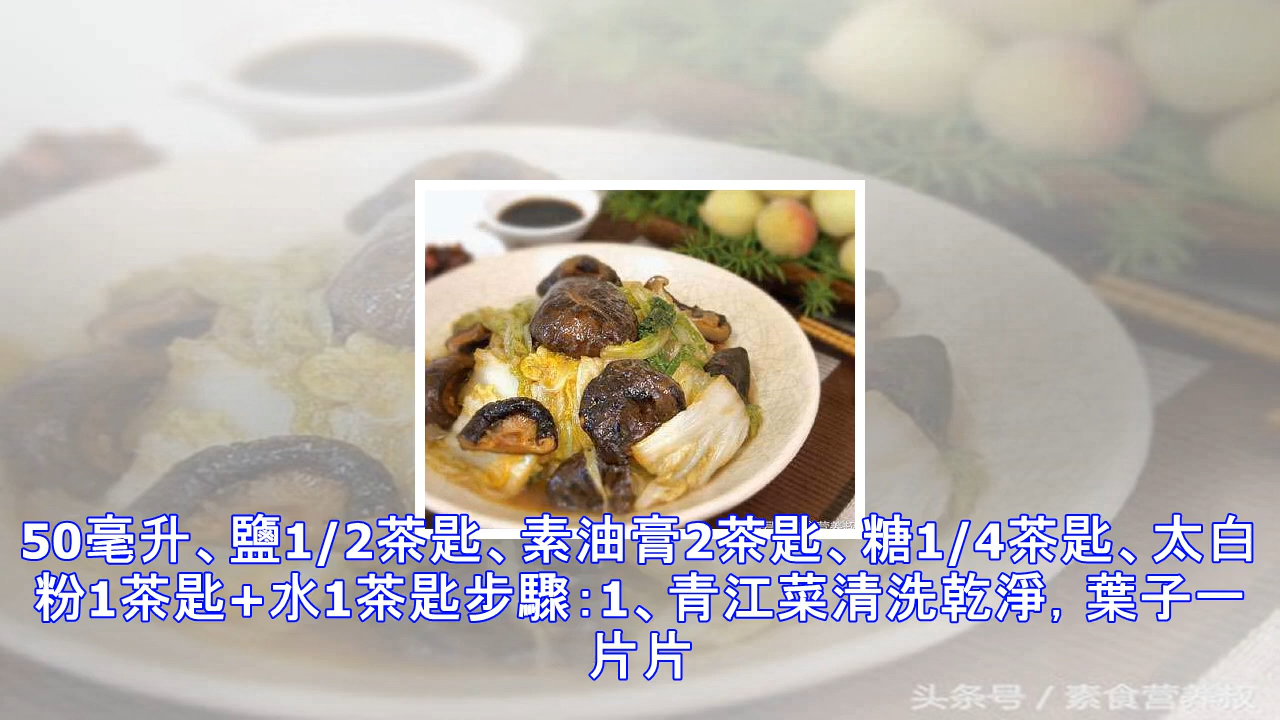 50毫升、鹽1/2茶匙、素油膏2茶匙、糖1/4茶匙、太白
粉1茶匙+水1茶匙步驟:1、青江菜清洗乾淨，葉子一
片片
头条号 / 素食营养叔